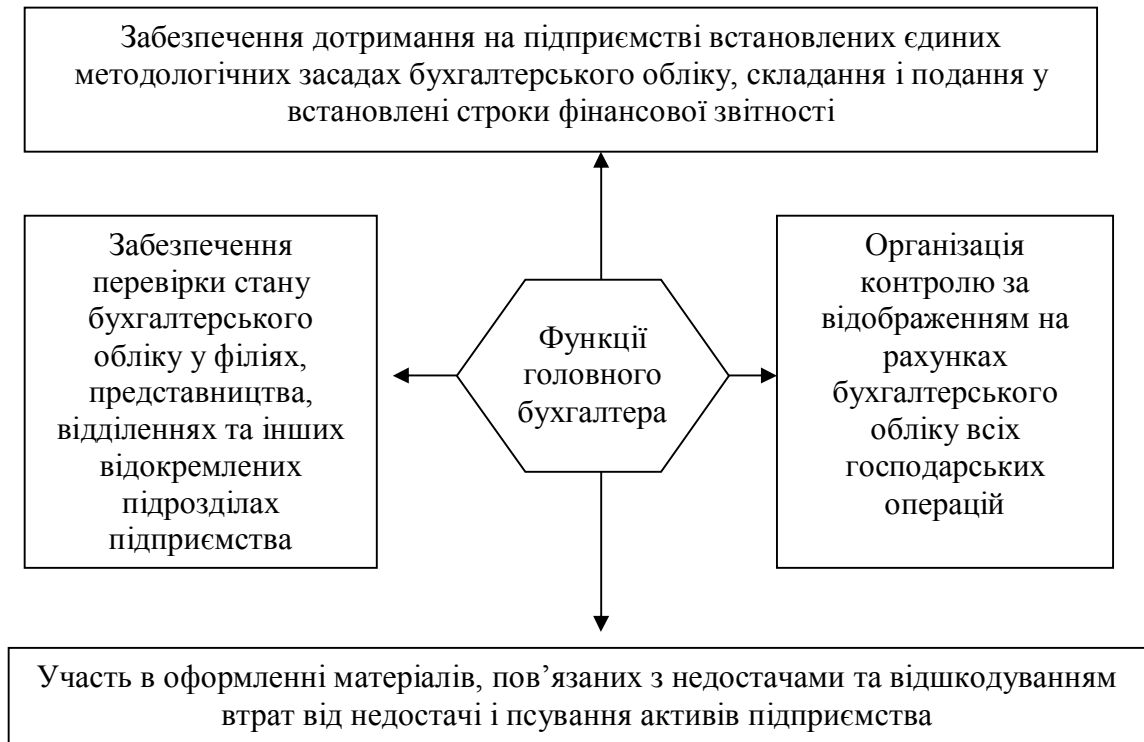 Забезпечення дотримання на підприємстві встановлених єдиних
методологічних засадах бухгалтерського обліку, складання і подання у
встановлені строки фінансової звітності
Забезпечення
перевірки стану
бухгалтерського
обліку у філіях,
представництва,
відділеннях та інших
відокремлених
підрозділах
підприємства
Функції
головного
бухгалтера
Організація
контролю за
відображенням на
рахунках
бухгалтерського
обліку всіх
господарських
операцій
Участь в оформленні матеріалів, пов’язаних з недостачами та відшкодуванням
втрат від недостачі і псування активів підприємства